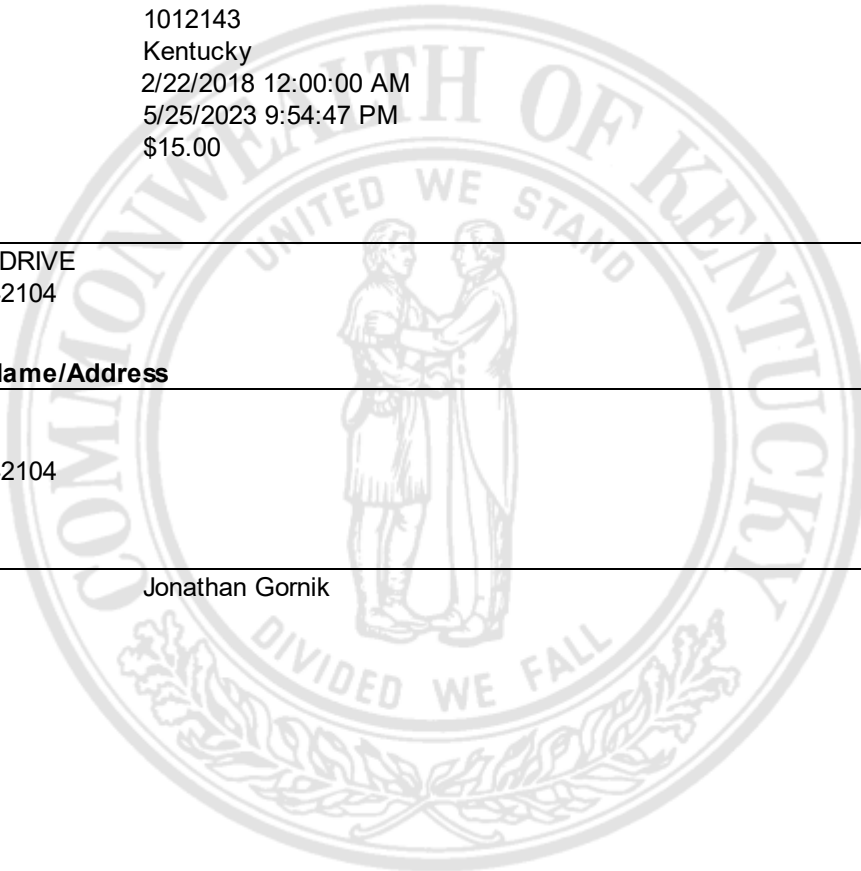 1012143
Kentucky
2/22/2018 12:00:00 AM
5/25/2023 9:54:47 PM
$15.00
DRIVE
2104
Name/Address
2104
Jonathan Gornik
COMMONWEALTH OF KENTUCKY
UNITED WE STAND
DIVIDED WE FALL